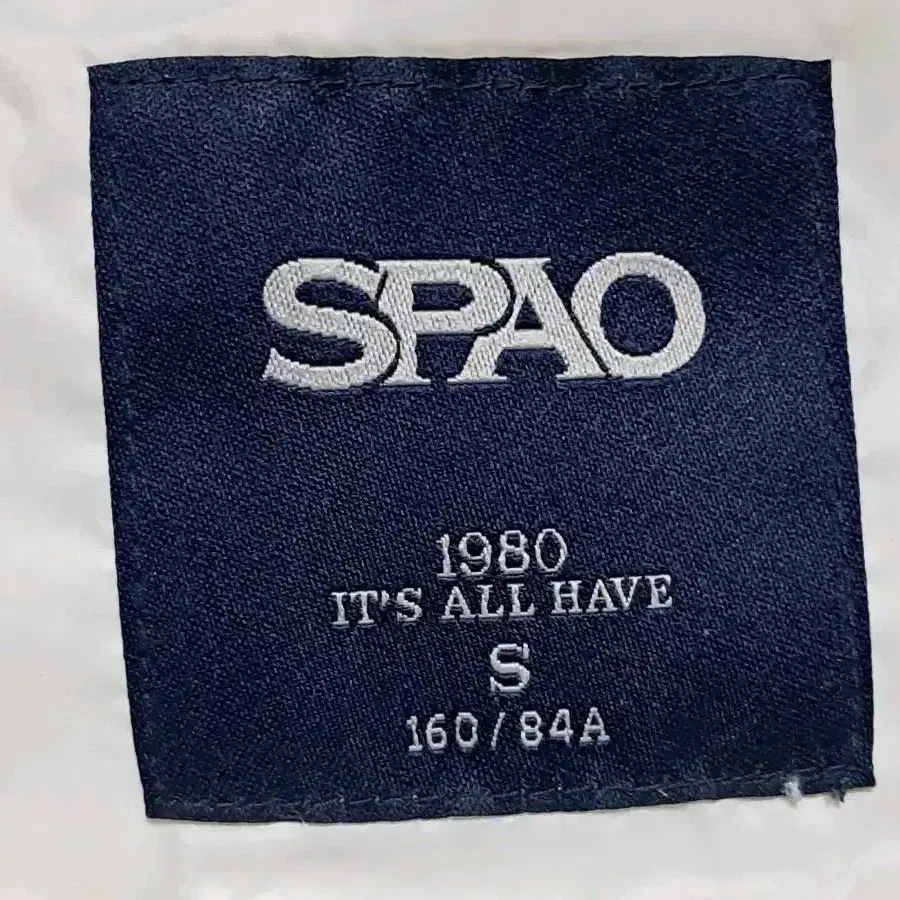 SPAO
1980
IT'S ALL HAVE
S
160/84A